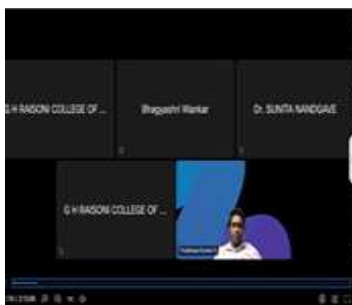 G H RAISONI COLLEGE OF ...
Bhagyashri Wankar
Dr. SUNITA NANDGAVE
G H RAISONI COLLEGE OF ...